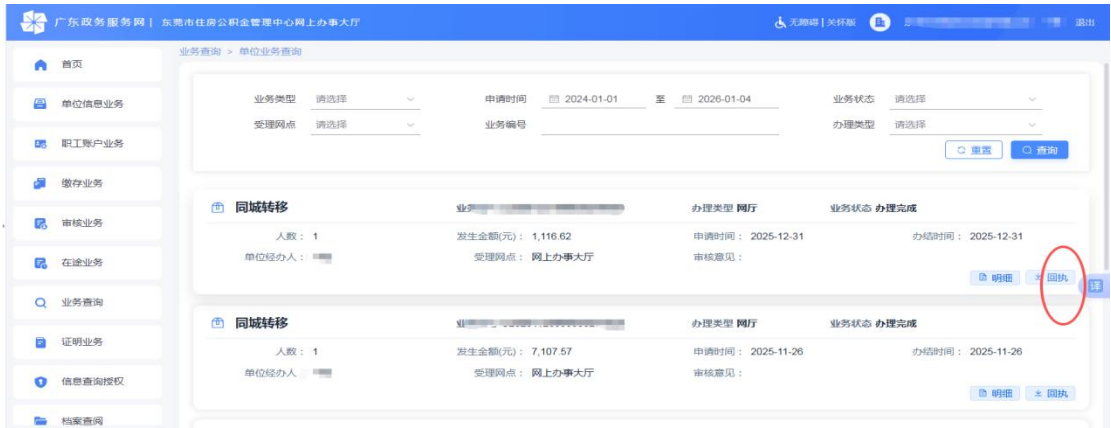 广东政务服务网 | 东莞市住房公积金管理中心网上办事大厅
无障碍 | 关怀版
退出
业务查询 > 单位业务查询
首页
单位信息业务
职工账户业务
缴存业务
审核业务
在途业务
业务查询
证明业务
信息查询授权
档案查阅
业务类型 请选择 申请时间 2024-01-01 至 2026-01-04 业务状态 请选择
受理网点 请选择 业务编号 办理类型 请选择
重置 查询
同城转移 办理类型 网厅 业务状态 办理完成
人数： 1 发生金额(元)： 1,116.62 申请时间： 2025-12-31 办结时间： 2025-12-31
单位经办人： 受理网点： 网上办事大厅 审核意见：
明细 回执
译
同城转移 办理类型 网厅 业务状态 办理完成
人数： 1 发生金额(元)： 7,107.57 申请时间： 2025-11-26 办结时间： 2025-11-26
单位经办人 受理网点： 网上办事大厅 审核意见：
明细 回执